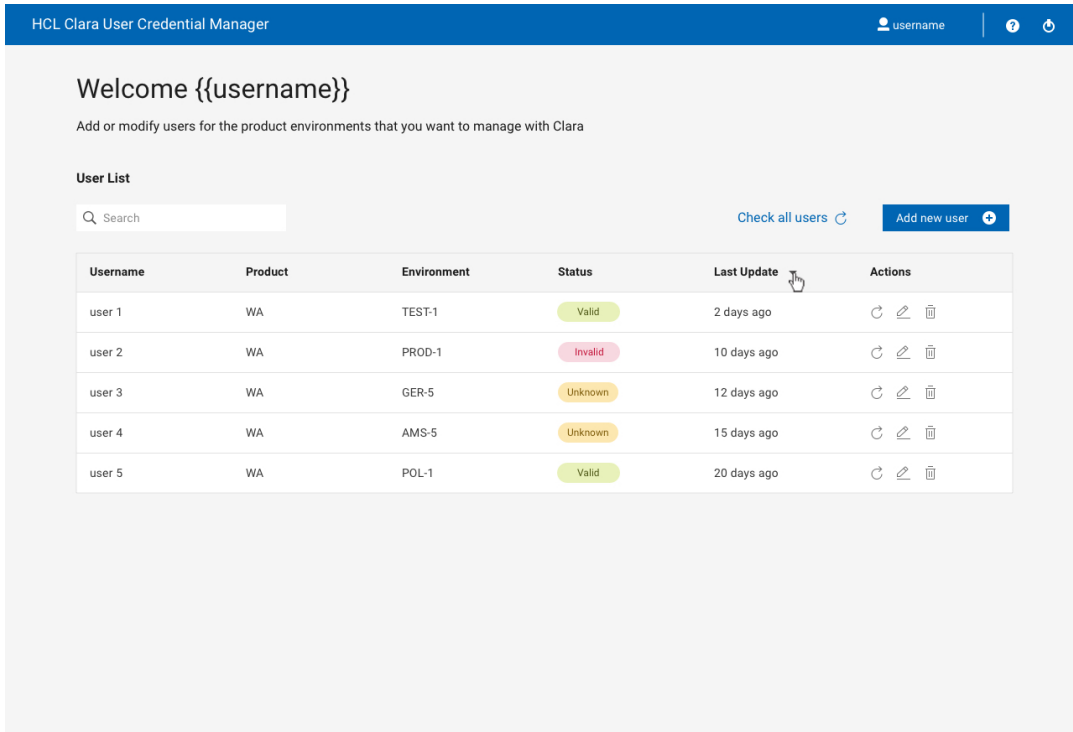 HCL Clara User Credential Manager username
Welcome {{username}}
Add or modify users for the product environments that you want to manage with Clara
User List
Search Check all users Add new user
Username Product Environment Status Last Update Actions
user 1 WA TEST-1 Valid 2 days ago
user 2 WA PROD-1 Invalid 10 days ago
user 3 WA GER-5 Unknown 12 days ago
user 4 WA AMS-5 Unknown 15 days ago
user 5 WA POL-1 Valid 20 days ago